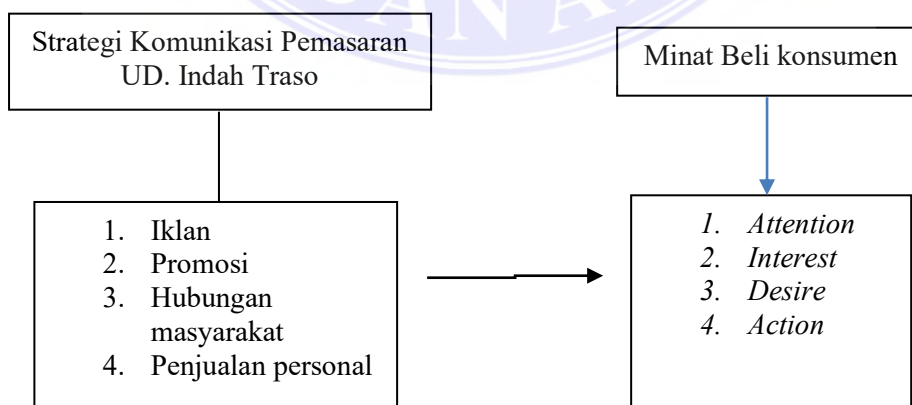 Strategi Komunikasi Pemasaran
UD. Indah Traso
Minat Beli konsumen
1. Iklan
2. Promosi
3. Hubungan
masyarakat
4. Penjualan personal
1. Attention
2. Interest
3. Desire
4. Action